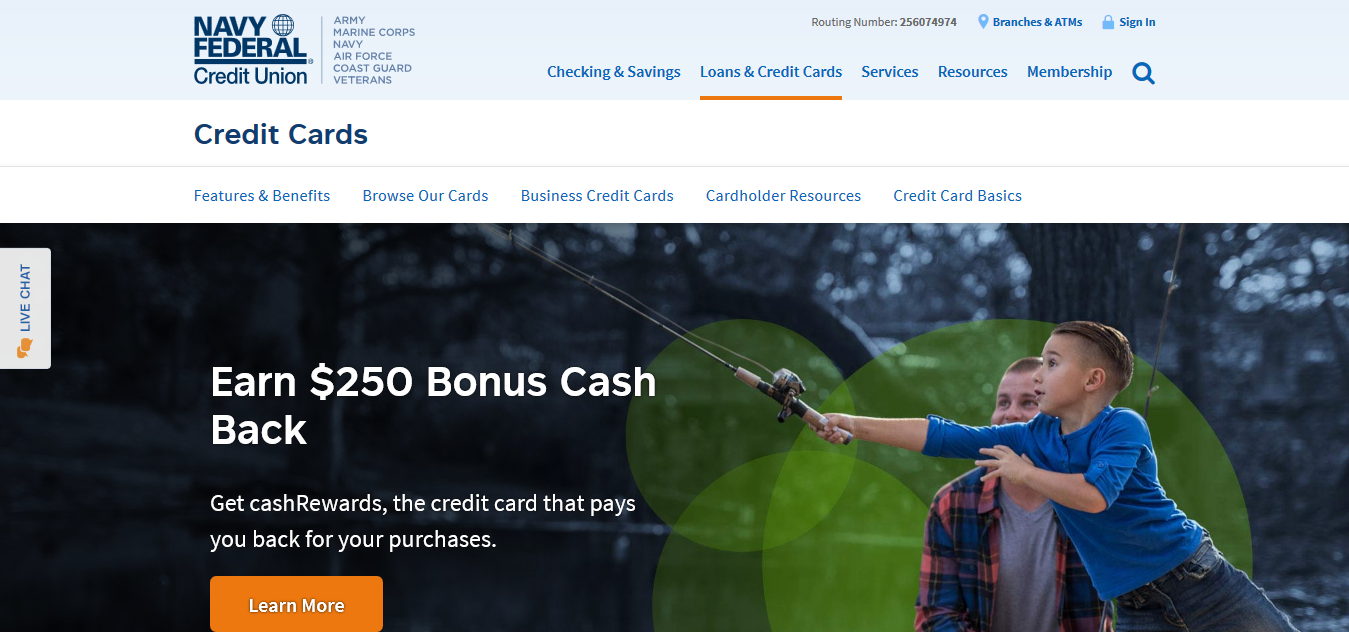 NAVY
FEDERAL®
Credit Union
ARMY
MARINE CORPS
NAVY
AIR FORCE
COAST GUARD
VETERANS
Routing Number: 256074974
Branches & ATMs
Sign In
Checking & Savings
Loans & Credit Cards
Services
Resources
Membership
Credit Cards
Features & Benefits
Browse Our Cards
Business Credit Cards
Cardholder Resources
Credit Card Basics
LIVE CHAT
Earn $250 Bonus Cash
Back
Get cashRewards, the credit card that pays
you back for your purchases.
Learn More